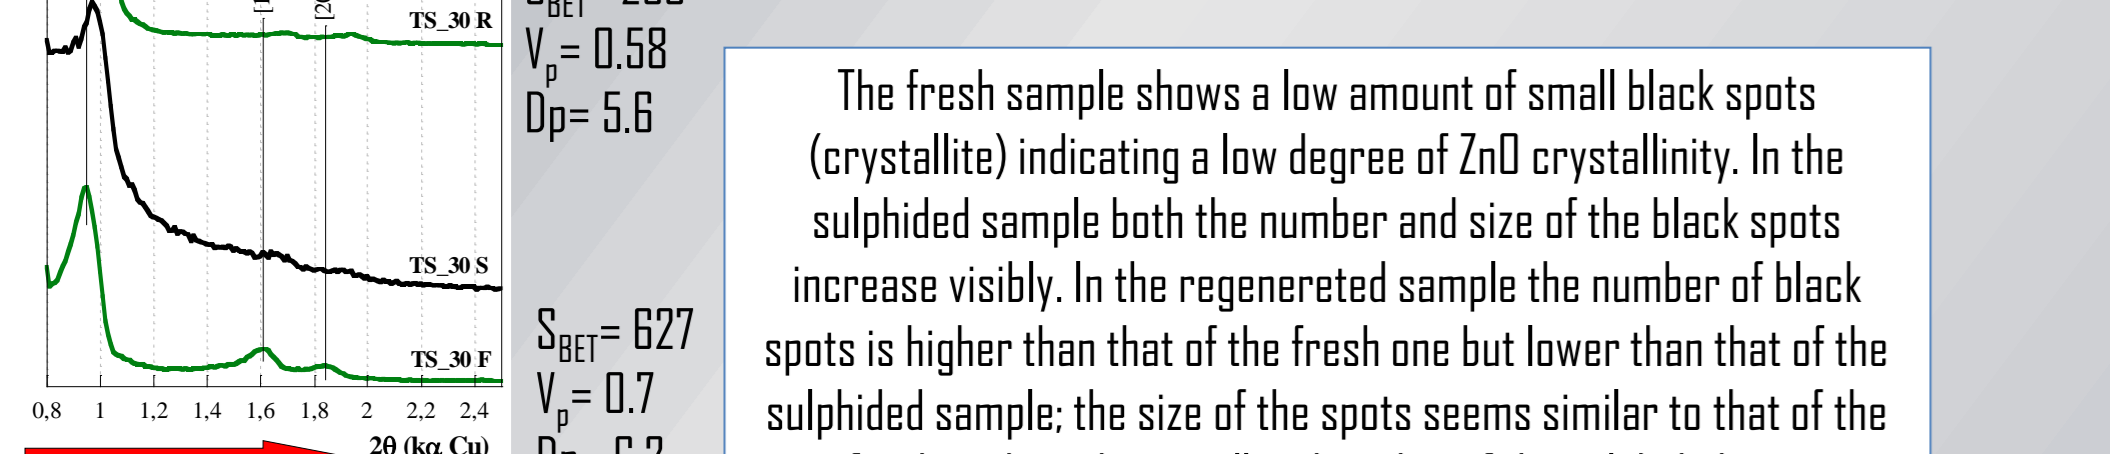 TS_30 R
TS_30 S
TS_30 F
0,8 1 1,2 1,4 1,6 1,8 2 2,2 2,4
2θ (kα Cu)
V_p= 0.58
Dp= 5.6
S_BET= 627
V_p= 0.7
The fresh sample shows a low amount of small black spots
(crystallite) indicating a low degree of ZnO crystallinity. In the
sulphided sample both the number and size of the black spots
increase visibly. In the regenereted sample the number of black
spots is higher than that of the fresh one but lower than that of the
sulphided sample; the size of the spots seems similar to that of the